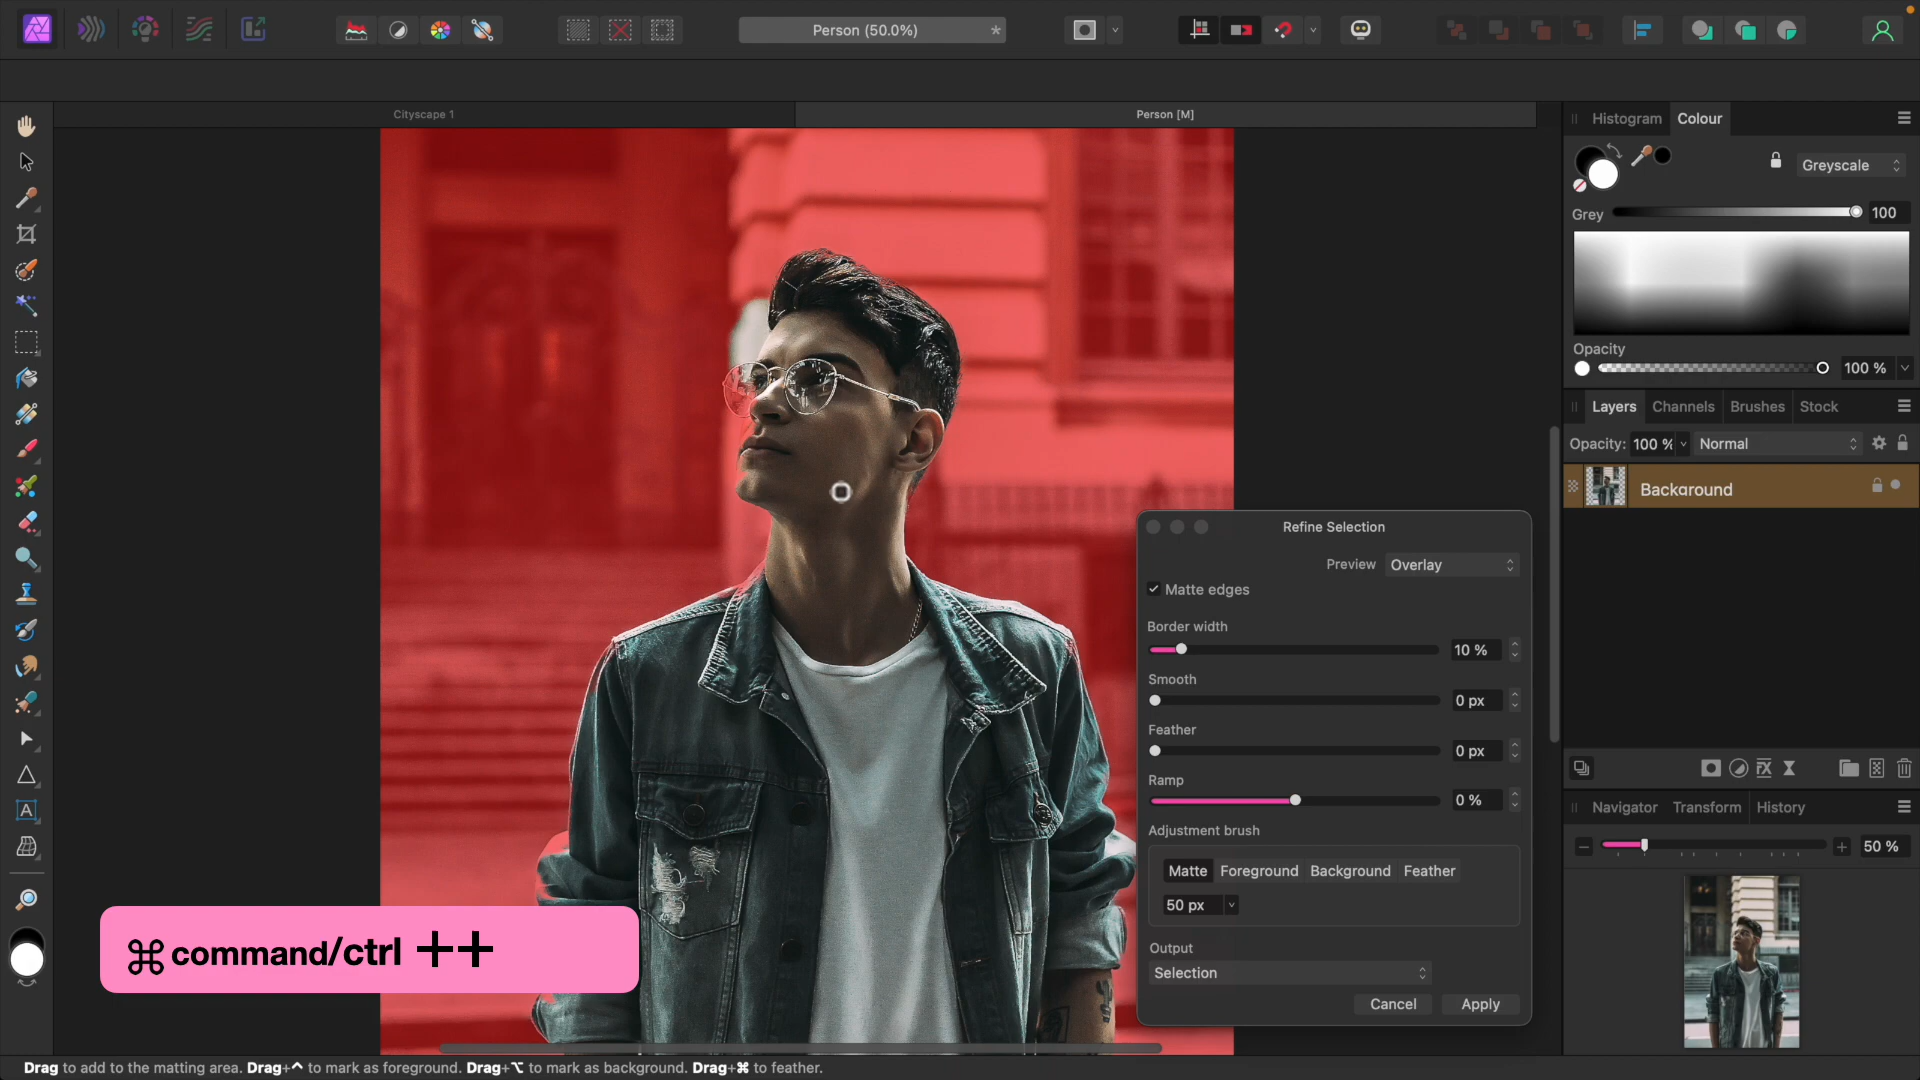 Person (50.0%)
*
Cityscape 1
Person [M]
Histogram
Colour
Greyscale
Grey
100
Opacity
100 %
Layers
Channels
Brushes
Stock
Opacity: 100 %
Normal
Background
Refine Selection
Preview
Overlay
Matte edges
Border width
10 %
Smooth
0 px
Feather
0 px
Ramp
0 %
Adjustment brush
Matte
Foreground
Background
Feather
50 px
Output
Selection
Cancel
Apply
Navigator
Transform
History
50 %
⌘ command/ctrl ++
Drag to add to the matting area. Drag+^ to mark as foreground. Drag+⌥ to mark as background. Drag+⌘ to feather.